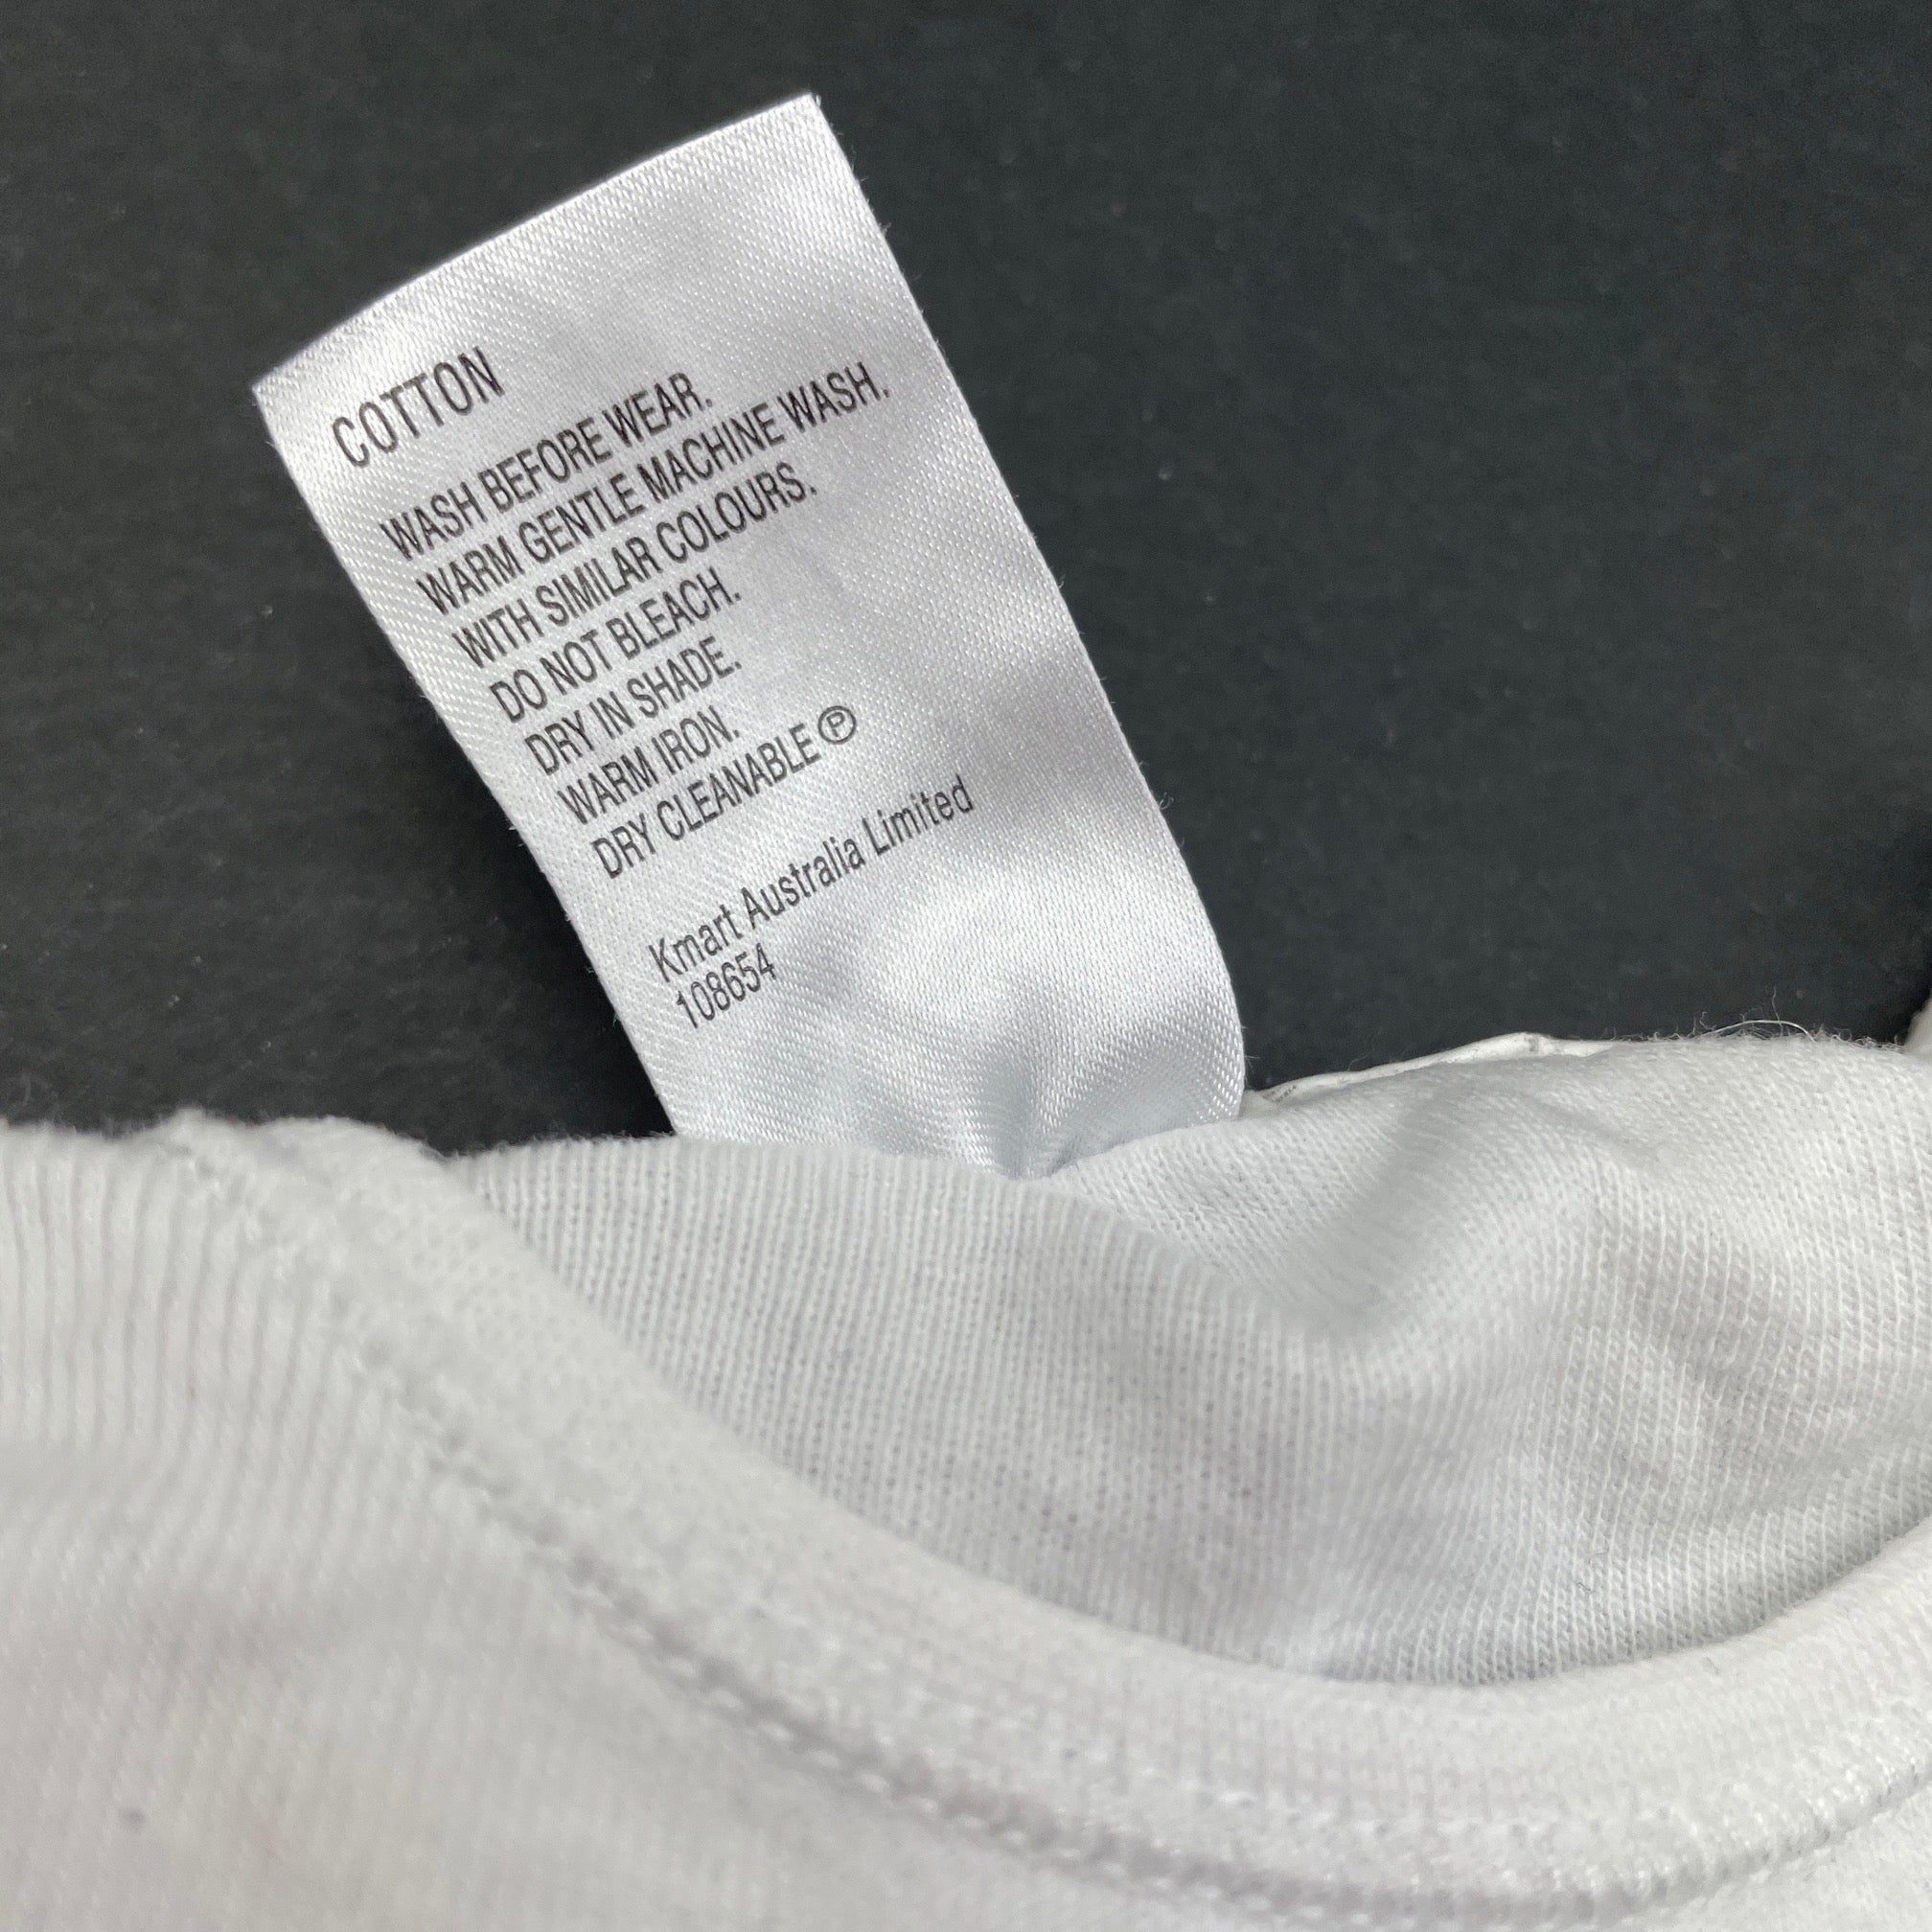 COTTON
WASH BEFORE WEAR.
WARM GENTLE MACHINE WASH.
WITH SIMILAR COLOURS.
DO NOT BLEACH.
DRY IN SHADE.
WARM IRON.
DRY CLEANABLE Ⓟ
Kmart Australia Limited
108654